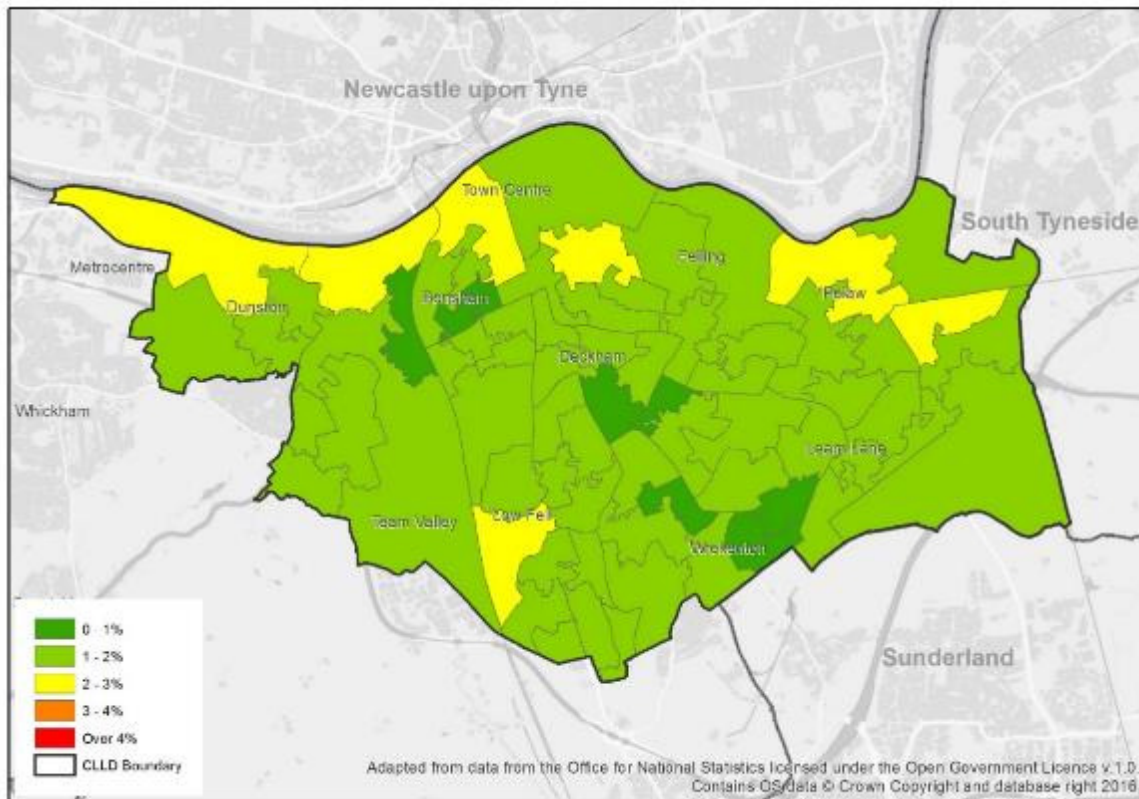 Newcastle upon Tyne
Town Centre
South Tyneside
Metrocentre
Felling
Dunston
Bensham
Pelaw
Deckham
Whickham
Leam Lane
Team Valley
Low Fell
Wrekenton
0 - 1%
1 - 2%
2 - 3%
3 - 4%
Over 4%
CLLD Boundary
Sunderland
Adapted from data from the Office for National Statistics licensed under the Open Government Licence v.1.0.
Contains OS data © Crown Copyright and database right 2016